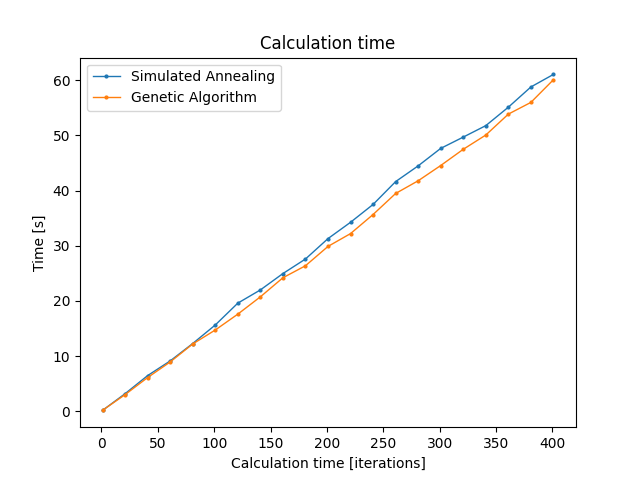 Calculation time
Simulated Annealing
Genetic Algorithm
60
50
40
30
20
10
0
Time [s]
0 50 100 150 200 250 300 350 400
Calculation time [iterations]